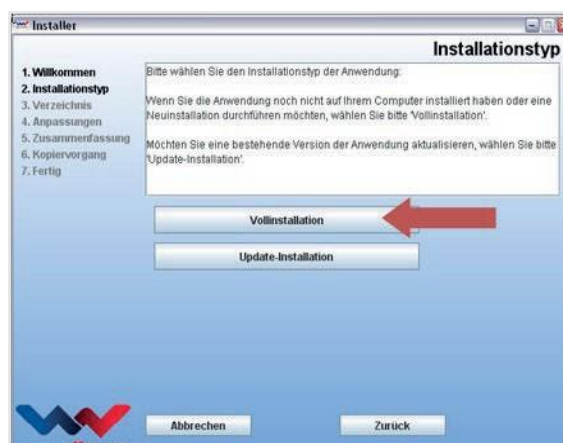 Installer
Installationstyp
1. Willkommen
2. Installationstyp
3. Verzeichnis
4. Anpassungen
5. Zusammenfassung
6. Kopiervorgang
7. Fertig
Bitte wählen Sie den Installationstyp der Anwendung:
Wenn Sie die Anwendung noch nicht auf Ihrem Computer installiert haben oder eine
Neuinstallation durchführen möchten, wählen Sie bitte 'Vollinstallation'.
Möchten Sie eine bestehende Version der Anwendung aktualisieren, wählen Sie bitte
'Update-Installation'.
Vollinstallation
Update-Installation
Abbrechen
Zurück